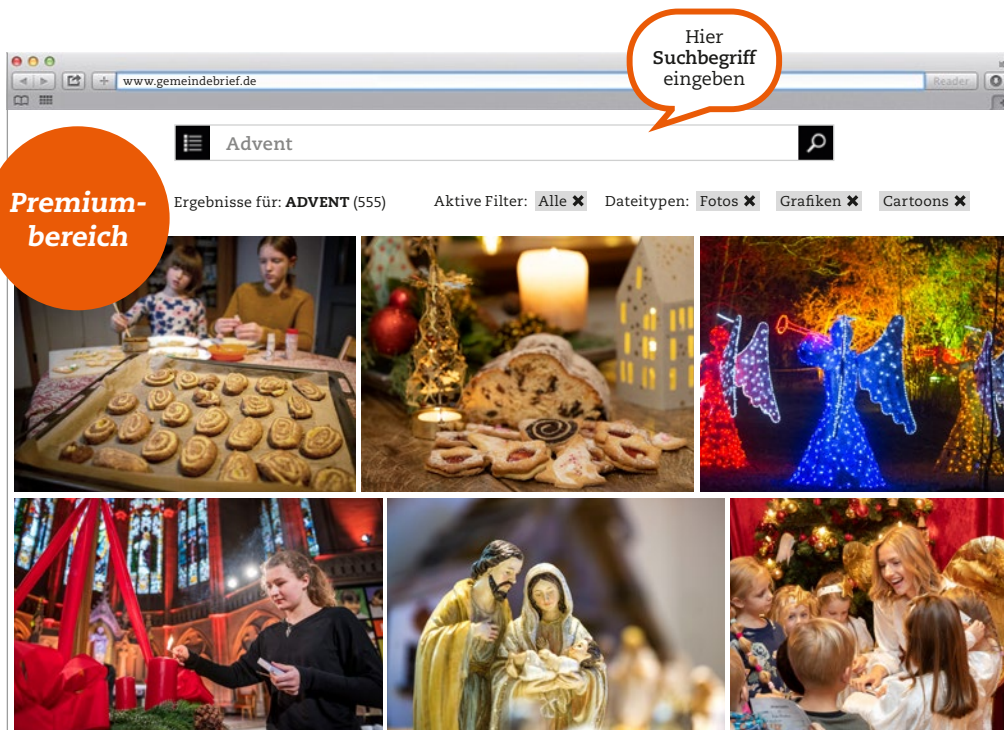 Hier
Suchbegriff
eingeben
www.gemeindebrief.de
Reader
Advent
Premium-
bereich
Ergebnisse für: ADVENT (555) Aktive Filter: Alle ✖ Dateitypen: Fotos ✖ Grafiken ✖ Cartoons ✖